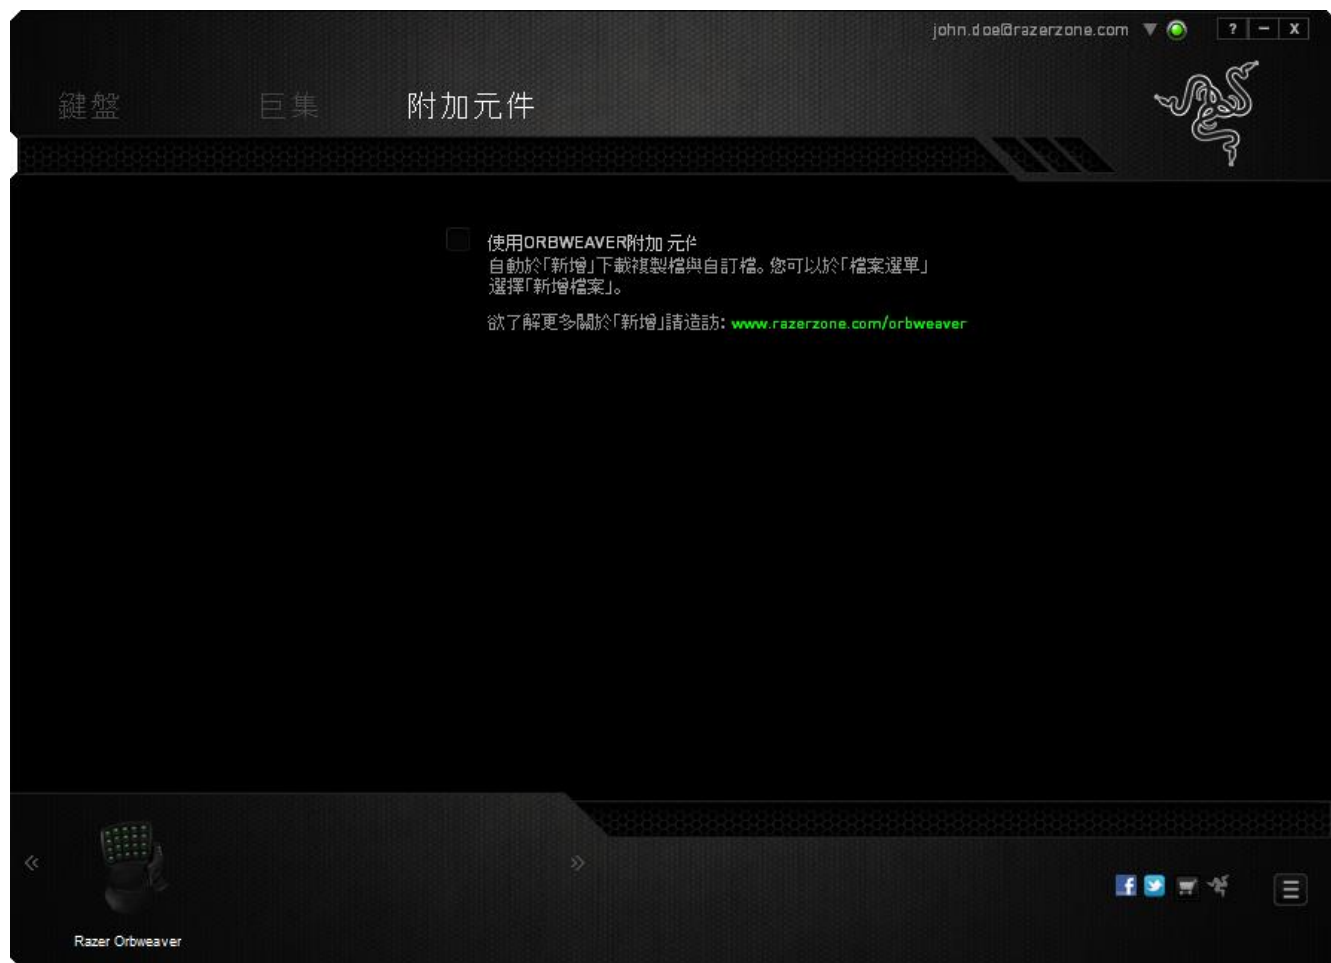 john.doe@razerzone.com
? – X
鍵盤 巨集 附加元件
使用ORBWEAVER附加元件
自動於「新增」下載複製檔與自訂檔。您可以於「檔案選單」
選擇「新增檔案」。
欲了解更多關於「新增」請造訪: www.razerzone.com/orbweaver
Razer Orbweaver